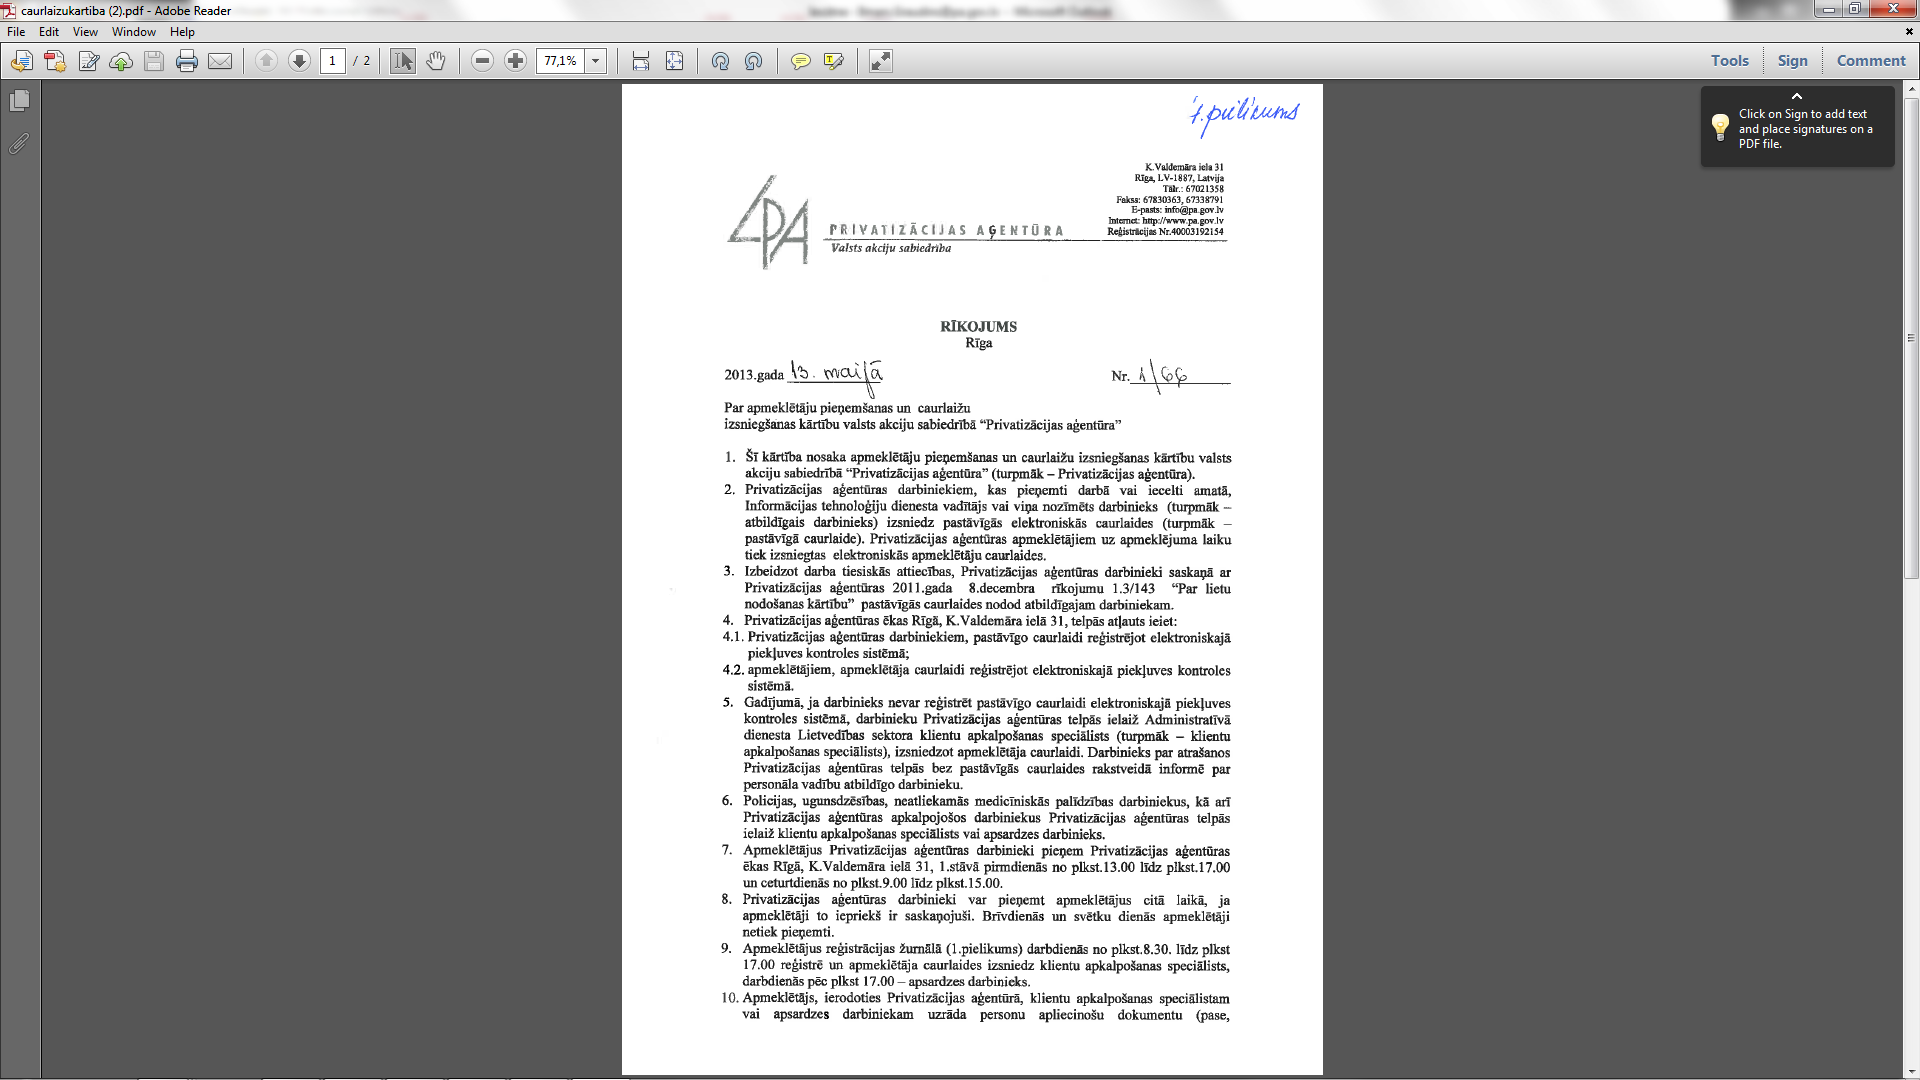 caurlaizukartiba (2).pdf - Adobe Reader
File Edit View Window Help
1 / 2 77,1% Tools Sign Comment
Click on Sign to add text
and place signatures on a
PDF file.
1.pielikums
K.Valdemāra iela 31
Rīga, LV-1887, Latvija
Tālr.: 67021358
Fakss: 67830363, 67338791
E-pasts: info@pa.gov.lv
Internet: http://www.pa.gov.lv
Reģistrācijas Nr.40003192154
LPA
PRIVATIZĀCIJAS AĢENTŪRA
Valsts akciju sabiedrība
RĪKOJUMS
Rīga
2013.gada 13. maijā Nr. 1/66
Par apmeklētāju pieņemšanas un caurlaižu
izsniegšanas kārtību valsts akciju sabiedrībā “Privatizācijas aģentūra”
1. Šī kārtība nosaka apmeklētāju pieņemšanas un caurlaižu izsniegšanas kārtību valsts
akciju sabiedrībā “Privatizācijas aģentūra” (turpmāk – Privatizācijas aģentūra).
2. Privatizācijas aģentūras darbiniekiem, kas pieņemti darbā vai iecelti amatā,
Informācijas tehnoloģiju dienesta vadītājs vai viņa nozīmēts darbinieks (turpmāk –
atbildīgais darbinieks) izsniedz pastāvīgās elektroniskās caurlaides (turpmāk –
pastāvīgā caurlaide). Privatizācijas aģentūras apmeklētājiem uz apmeklējuma laiku
tiek izsniegtas elektroniskās apmeklētāju caurlaides.
3. Izbeidzot darba tiesiskās attiecības, Privatizācijas aģentūras darbinieki saskaņā ar
Privatizācijas aģentūras 2011.gada 8.decembra rīkojumu 1.3/143 “Par lietu
nodošanas kārtību” pastāvīgās caurlaides nodod atbildīgajam darbiniekam.
4. Privatizācijas aģentūras ēkas Rīgā, K.Valdemāra ielā 31, telpās atļauts ieiet:
4.1. Privatizācijas aģentūras darbiniekiem, pastāvīgo caurlaidi reģistrējot elektroniskajā
piekļuves kontroles sistēmā;
4.2. apmeklētājiem, apmeklētāja caurlaidi reģistrējot elektroniskajā piekļuves kontroles
sistēmā.
5. Gadījumā, ja darbinieks nevar reģistrēt pastāvīgo caurlaidi elektroniskajā piekļuves
kontroles sistēmā, darbinieku Privatizācijas aģentūras telpās ielaiž Administratīvā
dienesta Lietvedības sektora klientu apkalpošanas speciālists (turpmāk – klientu
apkalpošanas speciālists), izsniedzot apmeklētāja caurlaidi. Darbinieks par atrašanos
Privatizācijas aģentūras telpās bez pastāvīgās caurlaides rakstveidā informē par
personāla vadību atbildīgo darbinieku.
6. Policijas, ugunsdzēsības, neatliekamās medicīniskās palīdzības darbiniekus, kā arī
Privatizācijas aģentūras apkalpojošos darbiniekus Privatizācijas aģentūras telpās
ielaiž klientu apkalpošanas speciālists vai apsardzes darbinieks.
7. Apmeklētājus Privatizācijas aģentūras darbinieki pieņem Privatizācijas aģentūras
ēkas Rīgā, K.Valdemāra ielā 31, 1.stāvā pirmdienās no plkst.13.00 līdz plkst.17.00
un ceturtdienās no plkst.9.00 līdz plkst.15.00.
8. Privatizācijas aģentūras darbinieki var pieņemt apmeklētājus citā laikā, ja
apmeklētāji to iepriekš ir saskaņojuši. Brīvdienās un svētku dienās apmeklētāji
netiek pieņemti.
9. Apmeklētājus reģistrācijas žurnālā (1.pielikums) darbdienās no plkst.8.30. līdz plkst
17.00 reģistrē un apmeklētāja caurlaides izsniedz klientu apkalpošanas speciālists,
darbdienās pēc plkst 17.00 – apsardzes darbinieks.
10. Apmeklētājs, ierodoties Privatizācijas aģentūrā, klientu apkalpošanas speciālistam
vai apsardzes darbiniekam uzrāda personu apliecinošu dokumentu (pase,